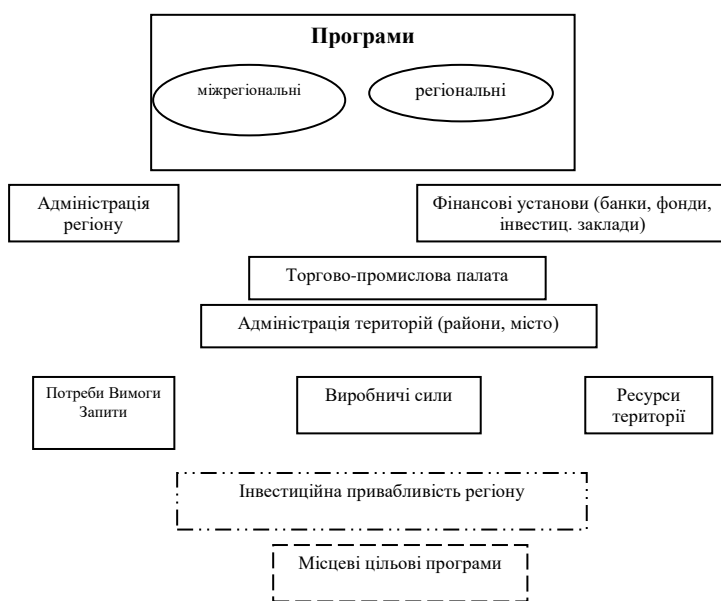 Програми
міжрегіональні
регіональні
Адміністрація
регіону
Фінансові установи (банки, фонди,
інвестиц. заклади)
Торгово-промислова палата
Адміністрація територій (райони, місто)
Потреби Вимоги
Запити
Виробничі сили
Ресурси
території
Інвестиційна привабливість регіону
Місцеві цільові програми